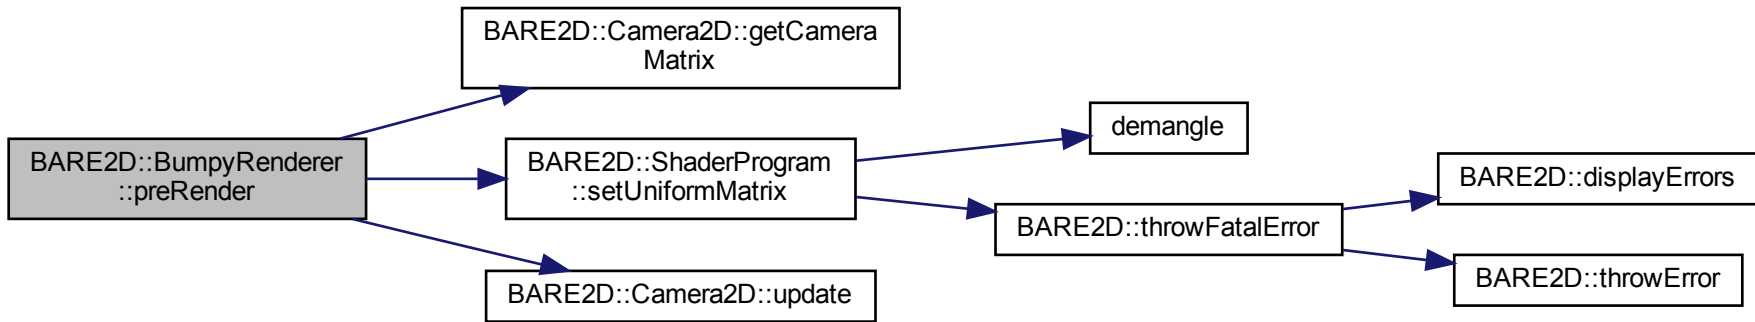 BARE2D::BumpyRenderer
::preRender
BARE2D::Camera2D::getCamera
Matrix
BARE2D::ShaderProgram
::setUniformMatrix
BARE2D::Camera2D::update
demangle
BARE2D::throwFatalError
BARE2D::displayErrors
BARE2D::throwError